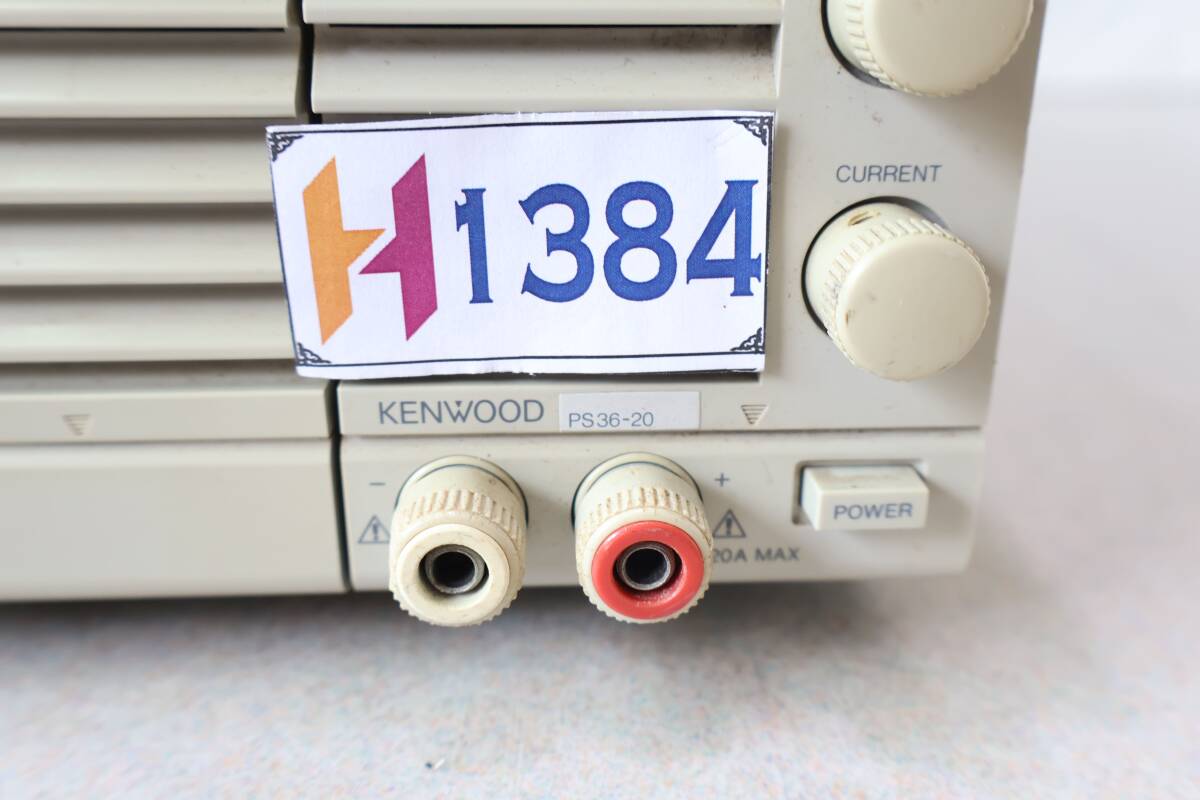 CURRENT
H1384
KENWOOD PS36-20
- +
POWER
20A MAX